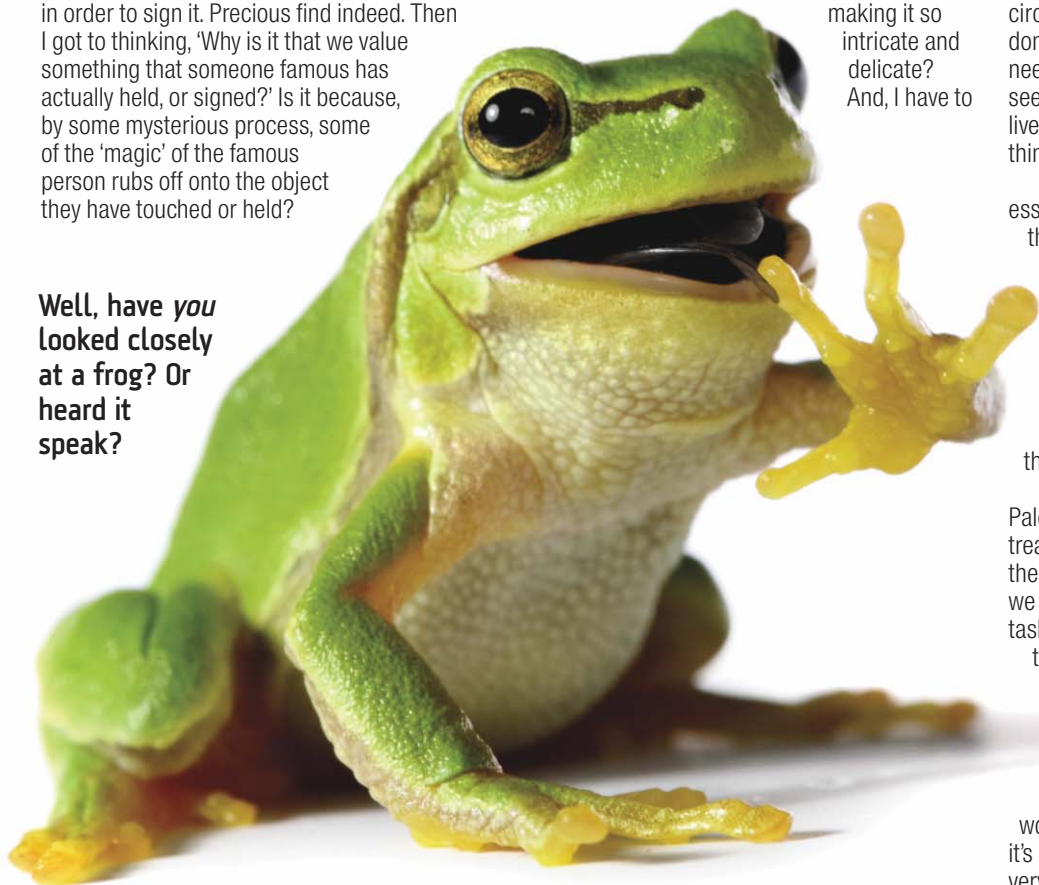 in order to sign it. Precious find indeed. Then
I got to thinking, ‘Why is it that we value
something that someone famous has
actually held, or signed?’ Is it because,
by some mysterious process, some
of the ‘magic’ of the famous
person rubs off onto the object
they have touched or held?
Well, have you
looked closely
at a frog? Or
heard it
speak?
making it so
intricate and
delicate?
And, I have to